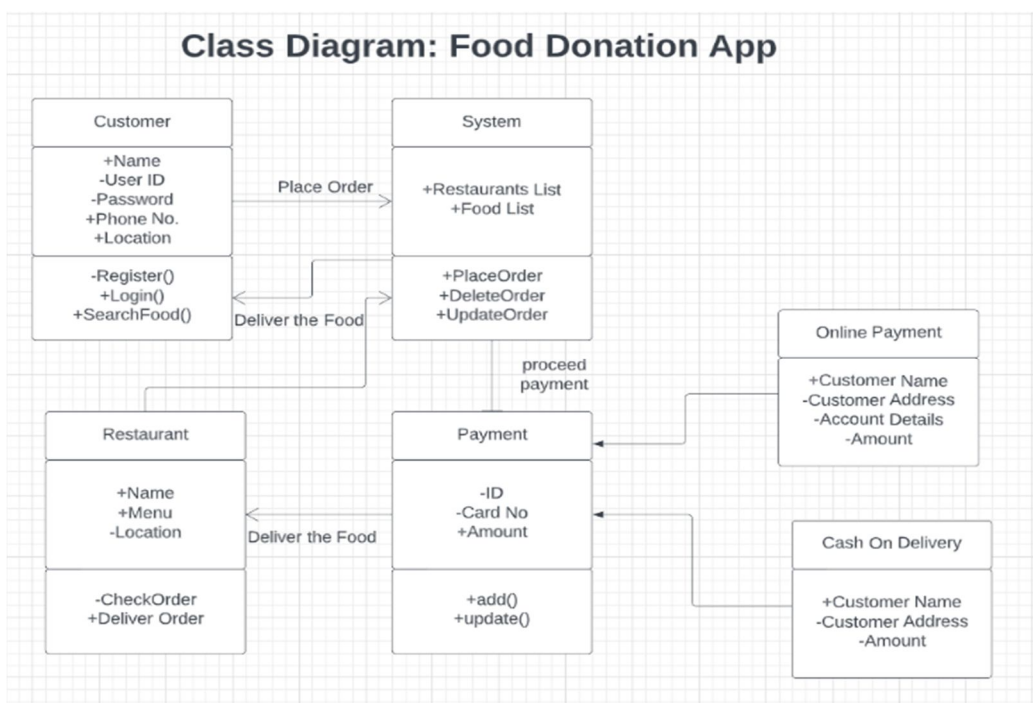 Class Diagram: Food Donation App
Customer
+Name
-User ID
-Password
+Phone No.
+Location
-Register()
+Login()
+SearchFood()
Place Order
System
+Restaurants List
+Food List
+PlaceOrder
+DeleteOrder
+UpdateOrder
Deliver the Food
proceed
payment
Online Payment
+Customer Name
-Customer Address
-Account Details
-Amount
Restaurant
+Name
+Menu
-Location
-CheckOrder
+Deliver Order
Deliver the Food
Payment
-ID
-Card No
+Amount
+add()
+update()
Cash On Delivery
+Customer Name
-Customer Address
-Amount